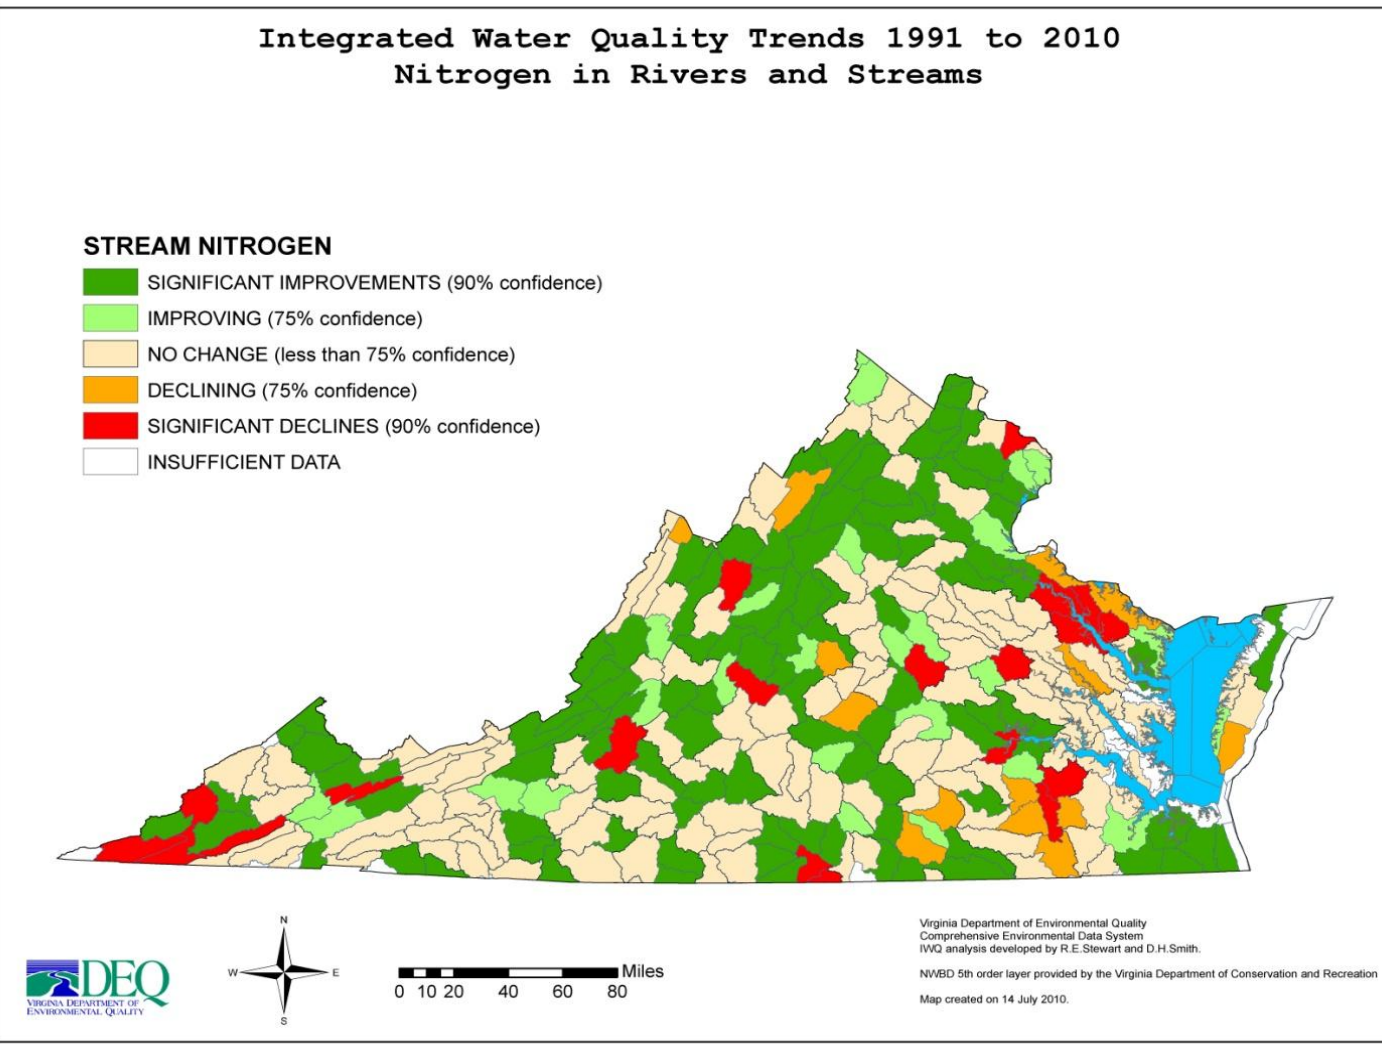 Integrated Water Quality Trends 1991 to 2010
Nitrogen in Rivers and Streams
STREAM NITROGEN
SIGNIFICANT IMPROVEMENTS (90% confidence)
IMPROVING (75% confidence)
NO CHANGE (less than 75% confidence)
DECLINING (75% confidence)
SIGNIFICANT DECLINES (90% confidence)
INSUFFICIENT DATA
N
W E
S
DEQ
VIRGINIA DEPARTMENT OF
ENVIRONMENTAL QUALITY
Miles
0 10 20 40 60 80
Virginia Department of Environmental Quality
Comprehensive Environmental Data System
IWQ analysis developed by R.E.Stewart and D.H.Smith.
NWBD 5th order layer provided by the Virginia Department of Conservation and Recreation
Map created on 14 July 2010.